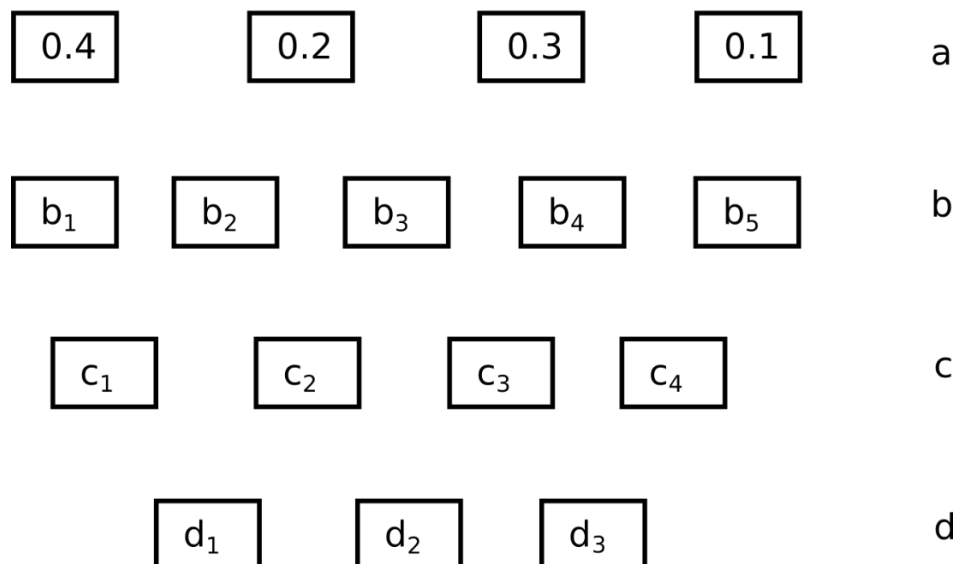 0.4 0.2 0.3 0.1 a
b₁ b₂ b₃ b₄ b₅ b
c₁ c₂ c₃ c₄ c
d₁ d₂ d₃ d